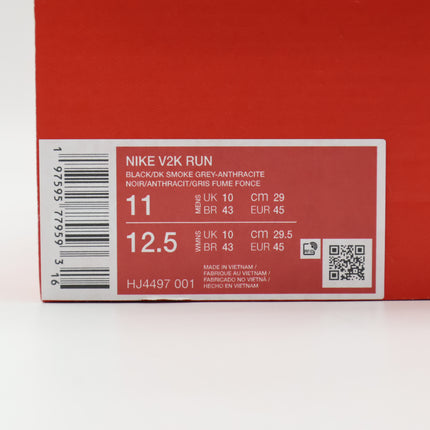 NIKE V2K RUN
BLACK/DK SMOKE GREY-ANTHRACITE
NOIR/ANTHRACIT/GRIS FUME FONCE
11 MENS UK 10 cm 29
BR 43 EUR 45
12.5 WMNS UK 10 cm 29.5
BR 43 EUR 45
MADE IN VIETNAM /
FABRIQUE AU VIETNAM /
FABRICADO NO VIETNÃ /
HECHO EN VIETNAM
HJ4497 001
1 97595 77959 3 16